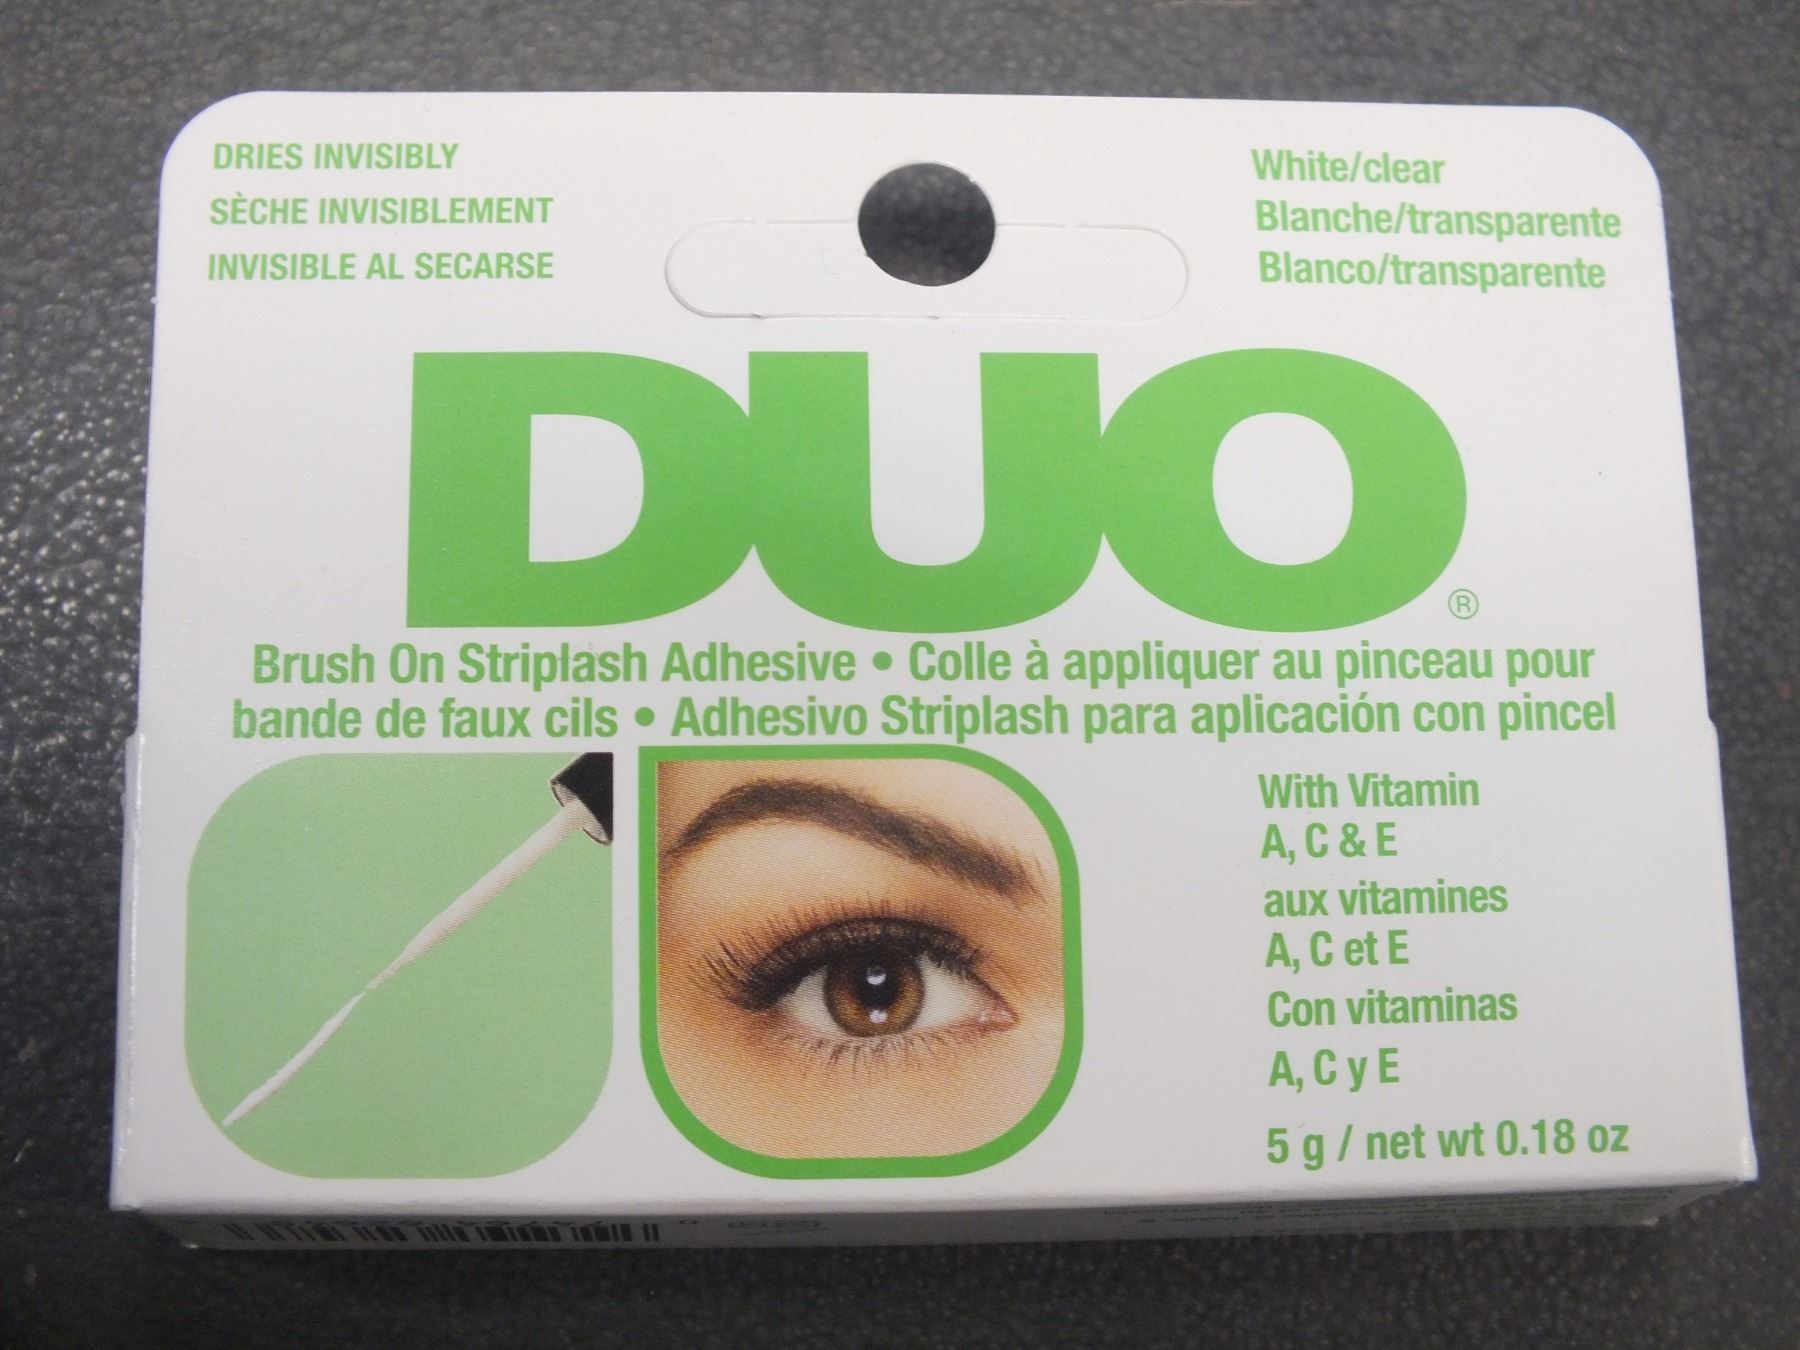 DRIES INVISIBLY
SÈCHE INVISIBLEMENT
INVISIBLE AL SECARSE
White/clear
Blanche/transparente
Blanco/transparente
DUO®
Brush On Striplash Adhesive • Colle à appliquer au pinceau pour
bande de faux cils • Adhesivo Striplash para aplicación con pincel
With Vitamin
A, C & E
aux vitamines
A, C et E
Con vitaminas
A, C y E
5 g / net wt 0.18 oz